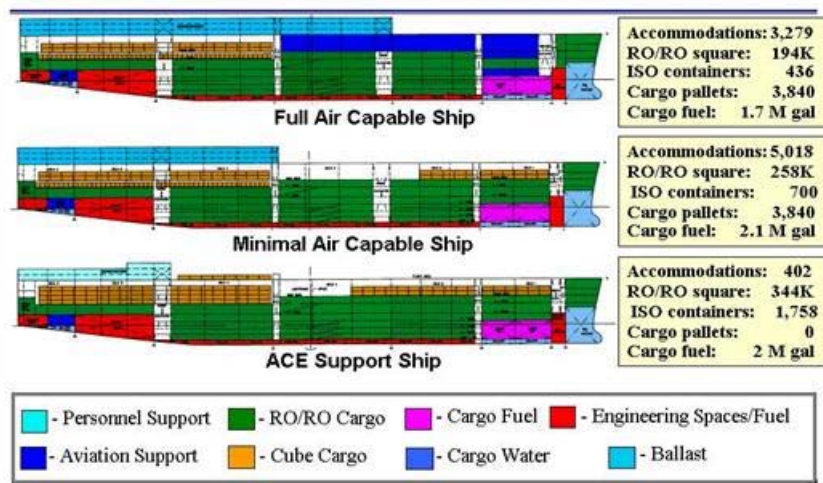 Accommodations: 3,279
RO/RO square: 194K
ISO containers: 436
Cargo pallets: 3,840
Cargo fuel: 1.7 M gal
Full Air Capable Ship
Accommodations: 5,018
RO/RO square: 258K
ISO containers: 700
Cargo pallets: 3,840
Cargo fuel: 2.1 M gal
Minimal Air Capable Ship
Accommodations: 402
RO/RO square: 344K
ISO containers: 1,758
Cargo pallets: 0
Cargo fuel: 2 M gal
ACE Support Ship
- Personnel Support - RO/RO Cargo - Cargo Fuel - Engineering Spaces/Fuel
- Aviation Support - Cube Cargo - Cargo Water - Ballast